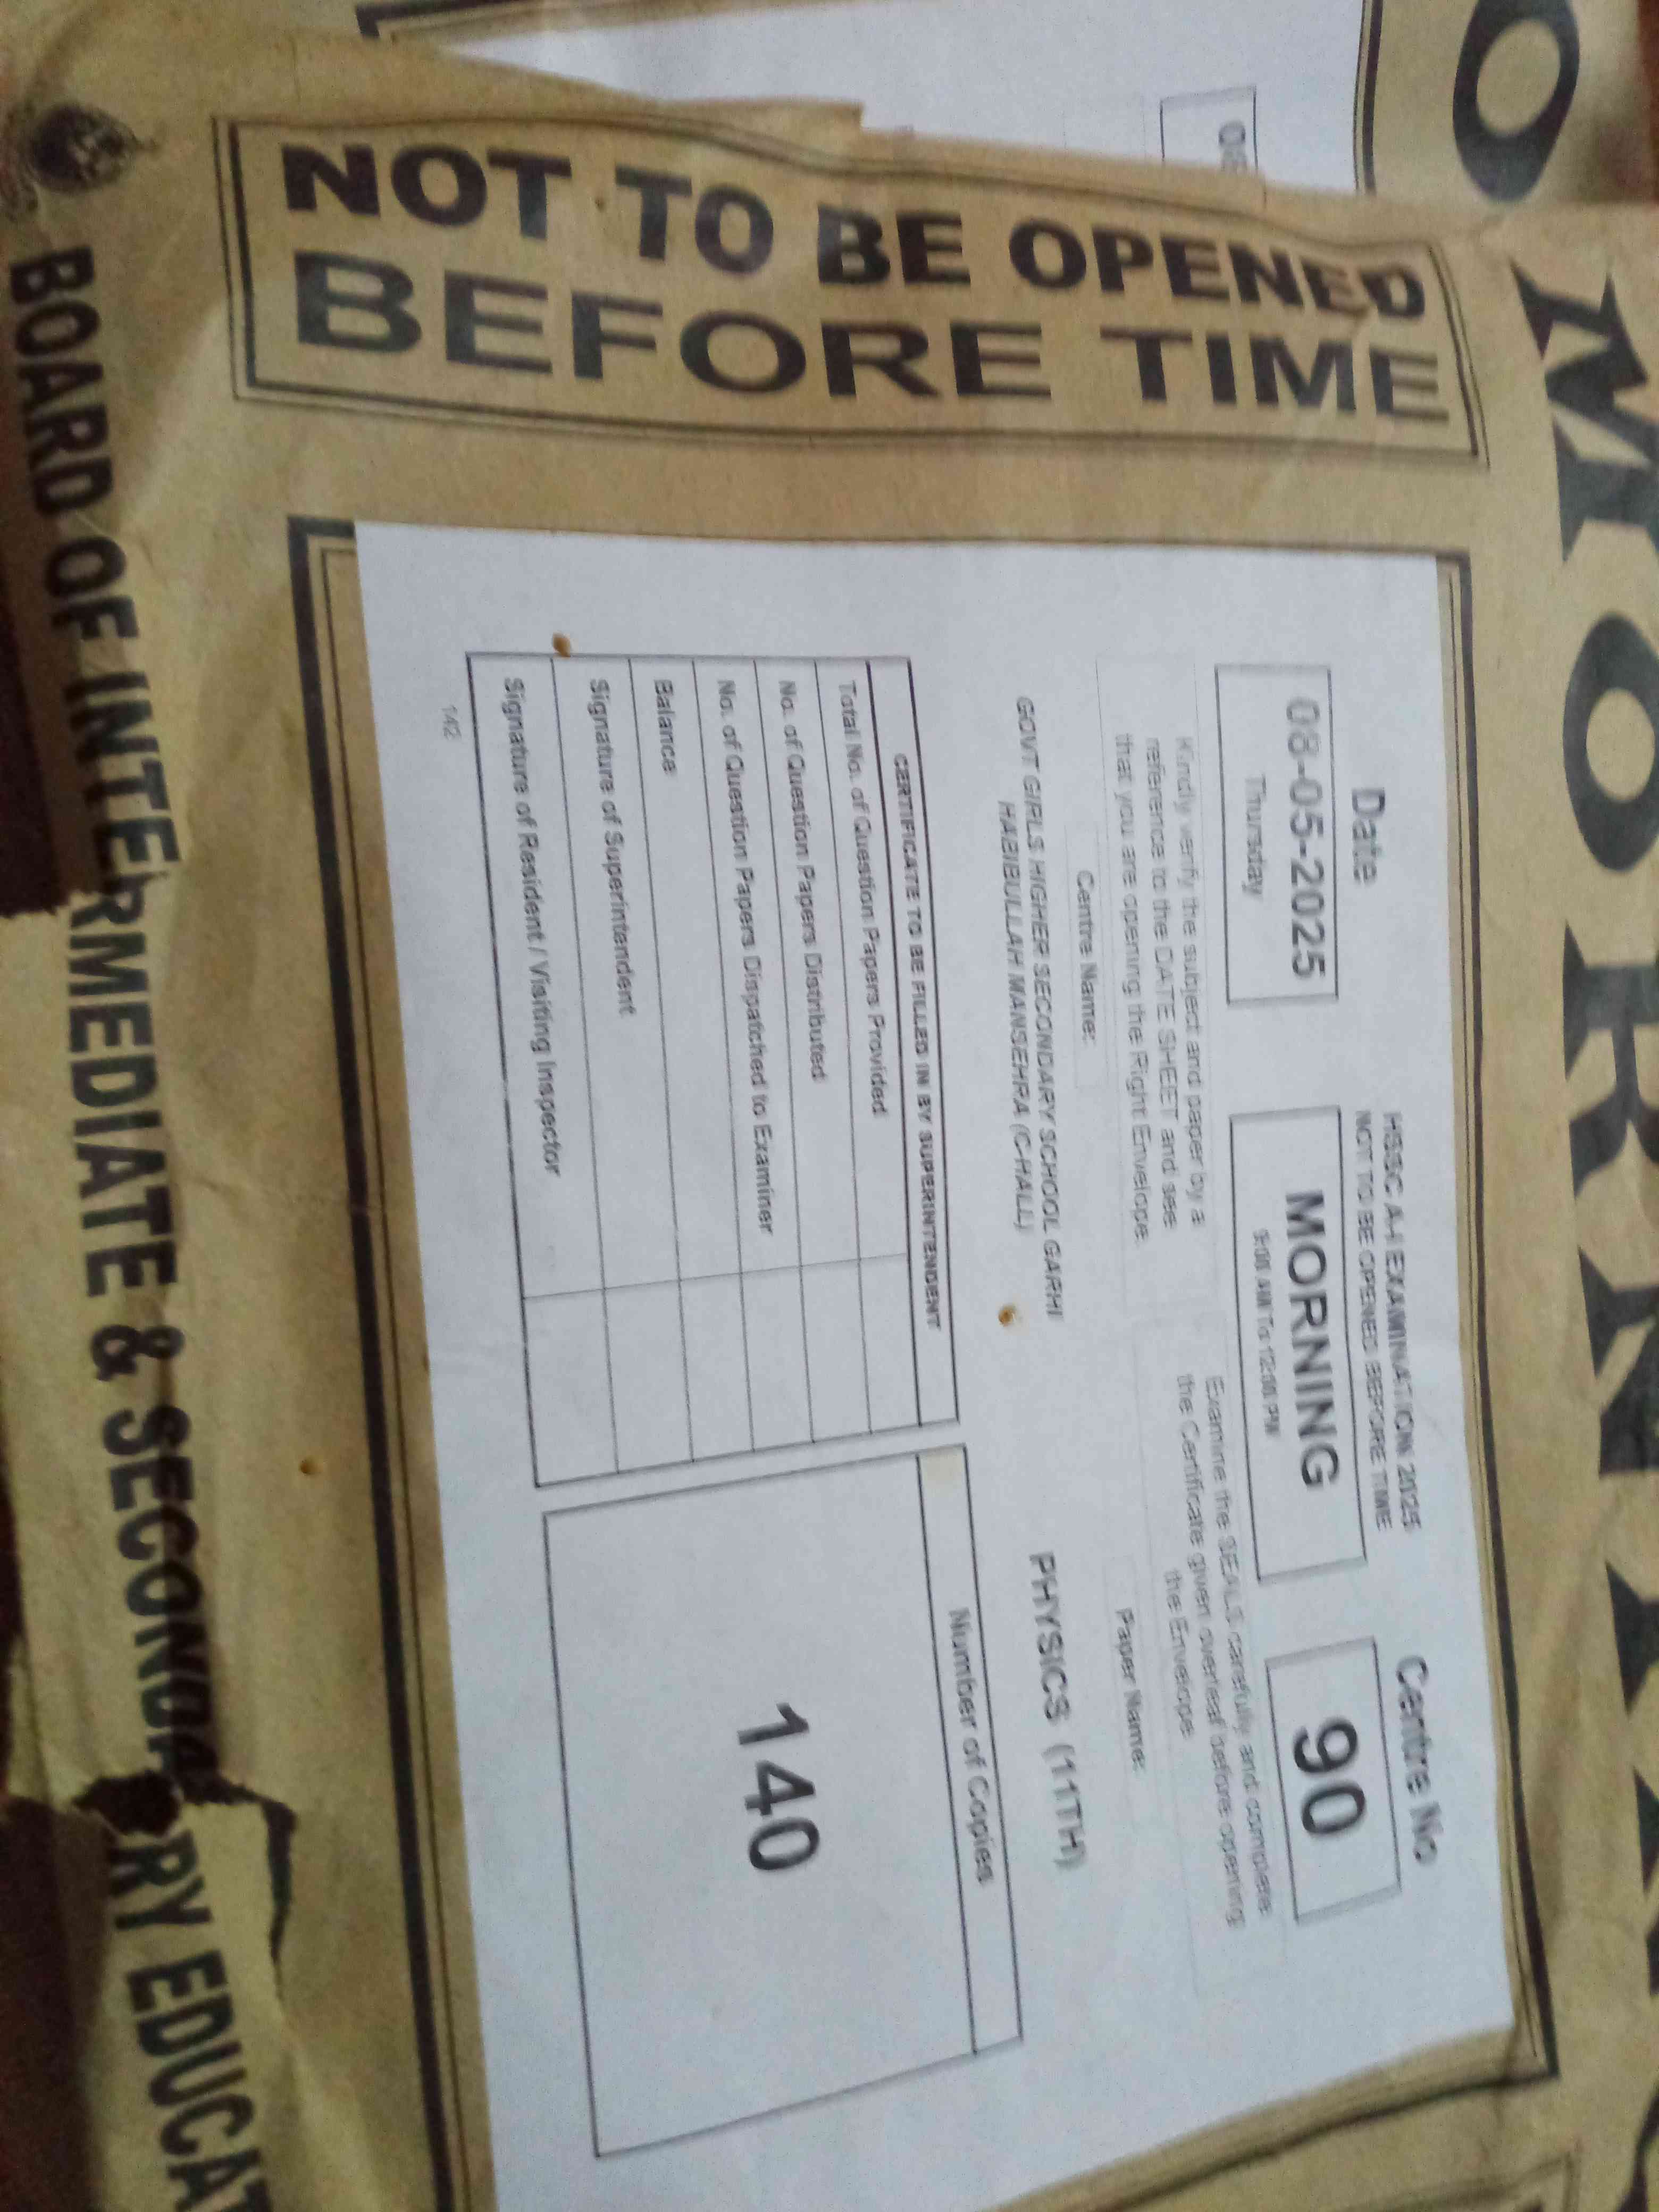 MORNING
08
NOT TO BE OPENED
BEFORE TIME
HSSC A-I EXAMINATION 2025
NOT TO BE OPENED BEFORE TIME
Date
Centre No
08-05-2025
Thursday
MORNING
9:00 AM To 12:00 PM
90
Kindly verify the subject and paper by a
reference to the DATE SHEET and see
that you are opening the Right Envelope.
Examine the SEALS carefully and complete
the Certificate given overleaf before opening
the Envelope
Centre Name:
Paper Name:
GOVT GIRLS HIGHER SECONDARY SCHOOL GARHI
HABIBULLAH MANSEHRA (C-HALL)
PHYSICS (11TH)
CERTIFICATE TO BE FILLED IN BY SUPERINTENDENT
Total No. of Question Papers Provided
No. of Question Papers Distributed
No. of Question Papers Dispatched to Examiner
Balance
Signature of Superintendent
Signature of Resident / Visiting Inspector
Number of Copies
140
1/42
BOARD OF INTERMEDIATE & SECONDARY EDUCAT